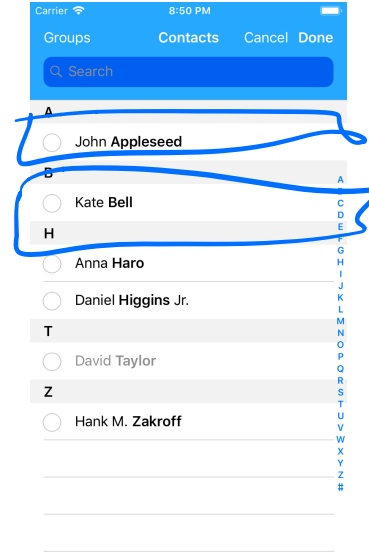 Carrier 8:50 PM
Groups Contacts Cancel Done
Search
A
John Appleseed
B
Kate Bell
H
Anna Haro
Daniel Higgins Jr.
T
David Taylor
Z
Hank M. Zakroff
A
C
D
E
F
G
H
I
J
K
L
M
N
O
P
Q
R
S
T
U
V
W
X
Y
Z
#